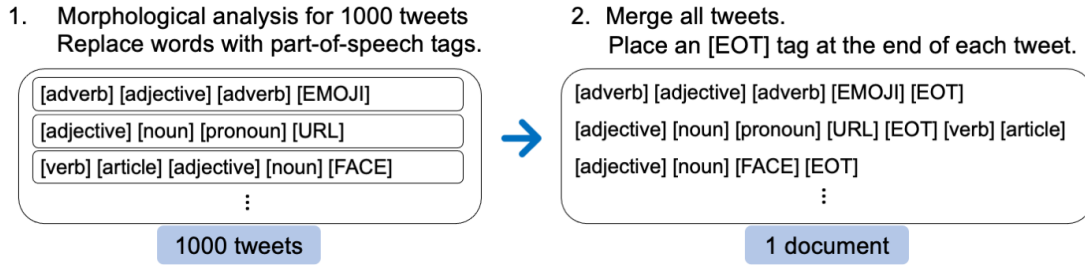 1. Morphological analysis for 1000 tweets
Replace words with part-of-speech tags.
[adverb] [adjective] [adverb] [EMOJI]
[adjective] [noun] [pronoun] [URL]
[verb] [article] [adjective] [noun] [FACE]
⋮
1000 tweets
2. Merge all tweets.
Place an [EOT] tag at the end of each tweet.
[adverb] [adjective] [adverb] [EMOJI] [EOT]
[adjective] [noun] [pronoun] [URL] [EOT] [verb] [article]
[adjective] [noun] [FACE] [EOT]
⋮
1 document